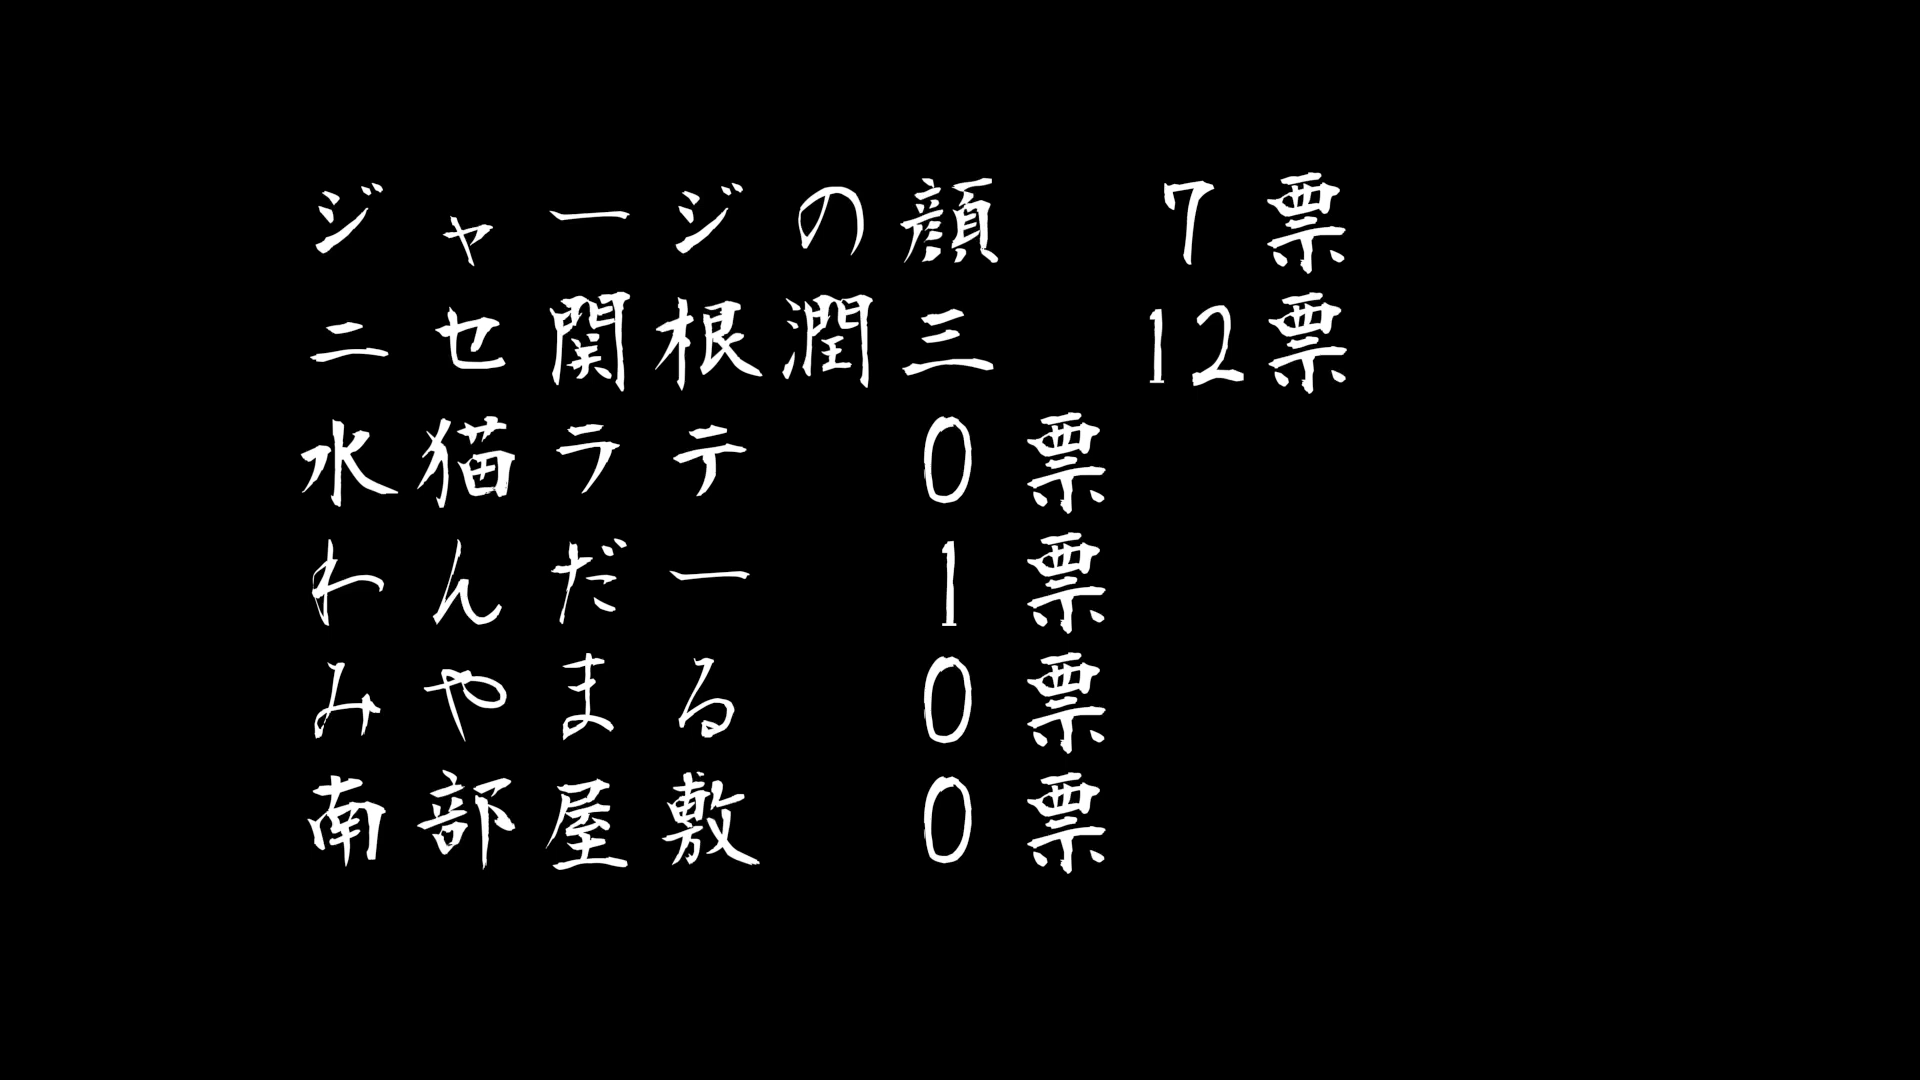 ジャージの顔　7票
ニセ関根潤三　12票
水猫ラテ　0票
わんだー　1票
みやまる　0票
南部屋敷　0票